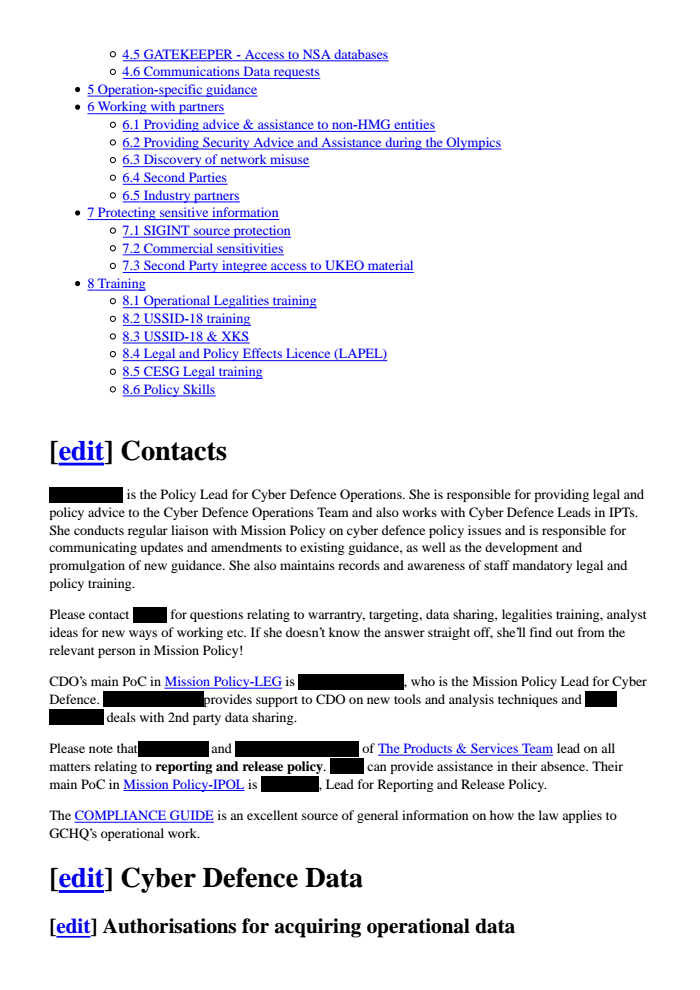 4.5 GATEKEEPER - Access to NSA databases
4.6 Communications Data requests
5 Operation-specific guidance
6 Working with partners
6.1 Providing advice & assistance to non-HMG entities
6.2 Providing Security Advice and Assistance during the Olympics
6.3 Discovery of network misuse
6.4 Second Parties
6.5 Industry partners
7 Protecting sensitive information
7.1 SIGINT source protection
7.2 Commercial sensitivities
7.3 Second Party integree access to UKEO material
8 Training
8.1 Operational Legalities training
8.2 USSID-18 training
8.3 USSID-18 & XKS
8.4 Legal and Policy Effects Licence (LAPEL)
8.5 CESG Legal training
8.6 Policy Skills
[edit] Contacts
is the Policy Lead for Cyber Defence Operations. She is responsible for providing legal and
policy advice to the Cyber Defence Operations Team and also works with Cyber Defence Leads in IPTs.
She conducts regular liaison with Mission Policy on cyber defence policy issues and is responsible for
communicating updates and amendments to existing guidance, as well as the development and
promulgation of new guidance. She also maintains records and awareness of staff mandatory legal and
policy training.
Please contact for questions relating to warrantry, targeting, data sharing, legalities training, analyst
ideas for new ways of working etc. If she doesn't know the answer straight off, she'll find out from the
relevant person in Mission Policy!
CDO's main PoC in Mission Policy-LEG is , who is the Mission Policy Lead for Cyber
Defence. provides support to CDO on new tools and analysis techniques and
deals with 2nd party data sharing.
Please note that and of The Products & Services Team lead on all
matters relating to reporting and release policy. can provide assistance in their absence. Their
main PoC in Mission Policy-IPOL is , Lead for Reporting and Release Policy.
The COMPLIANCE GUIDE is an excellent source of general information on how the law applies to
GCHQ's operational work.
[edit] Cyber Defence Data
[edit] Authorisations for acquiring operational data